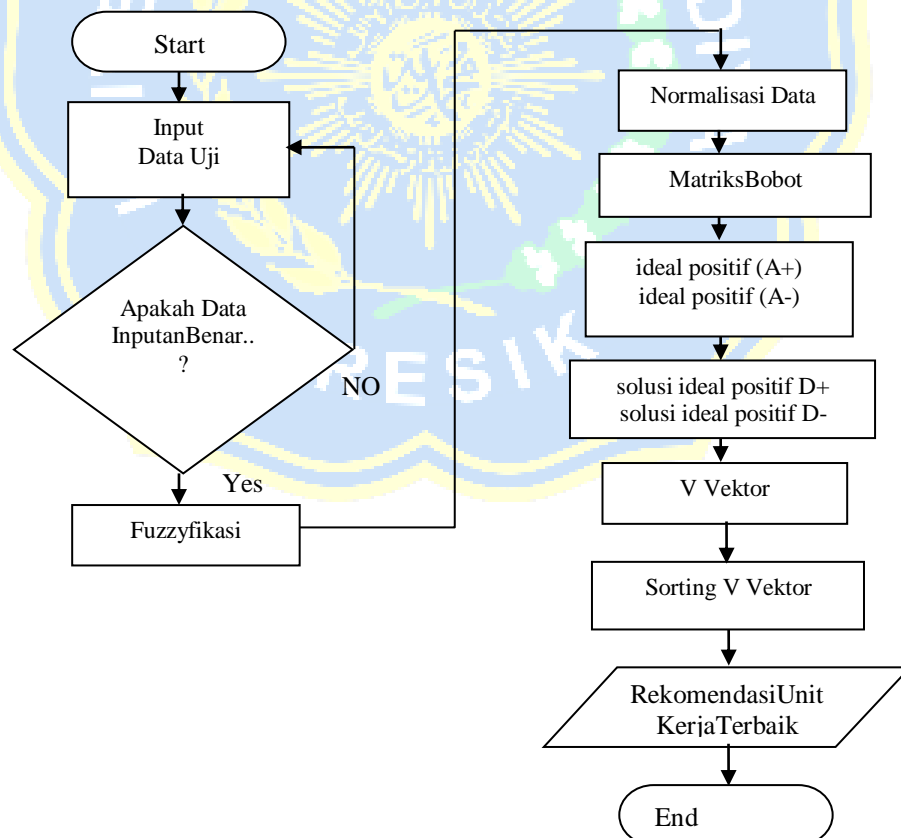 Start
Input
Data Uji
Apakah Data
InputanBenar..
?
NO
Yes
Fuzzyfikasi
Normalisasi Data
MatriksBobot
ideal positif (A+)
ideal positif (A-)
solusi ideal positif D+
solusi ideal positif D-
V Vektor
Sorting V Vektor
RekomendasiUnit
KerjaTerbaik
End
RESIK